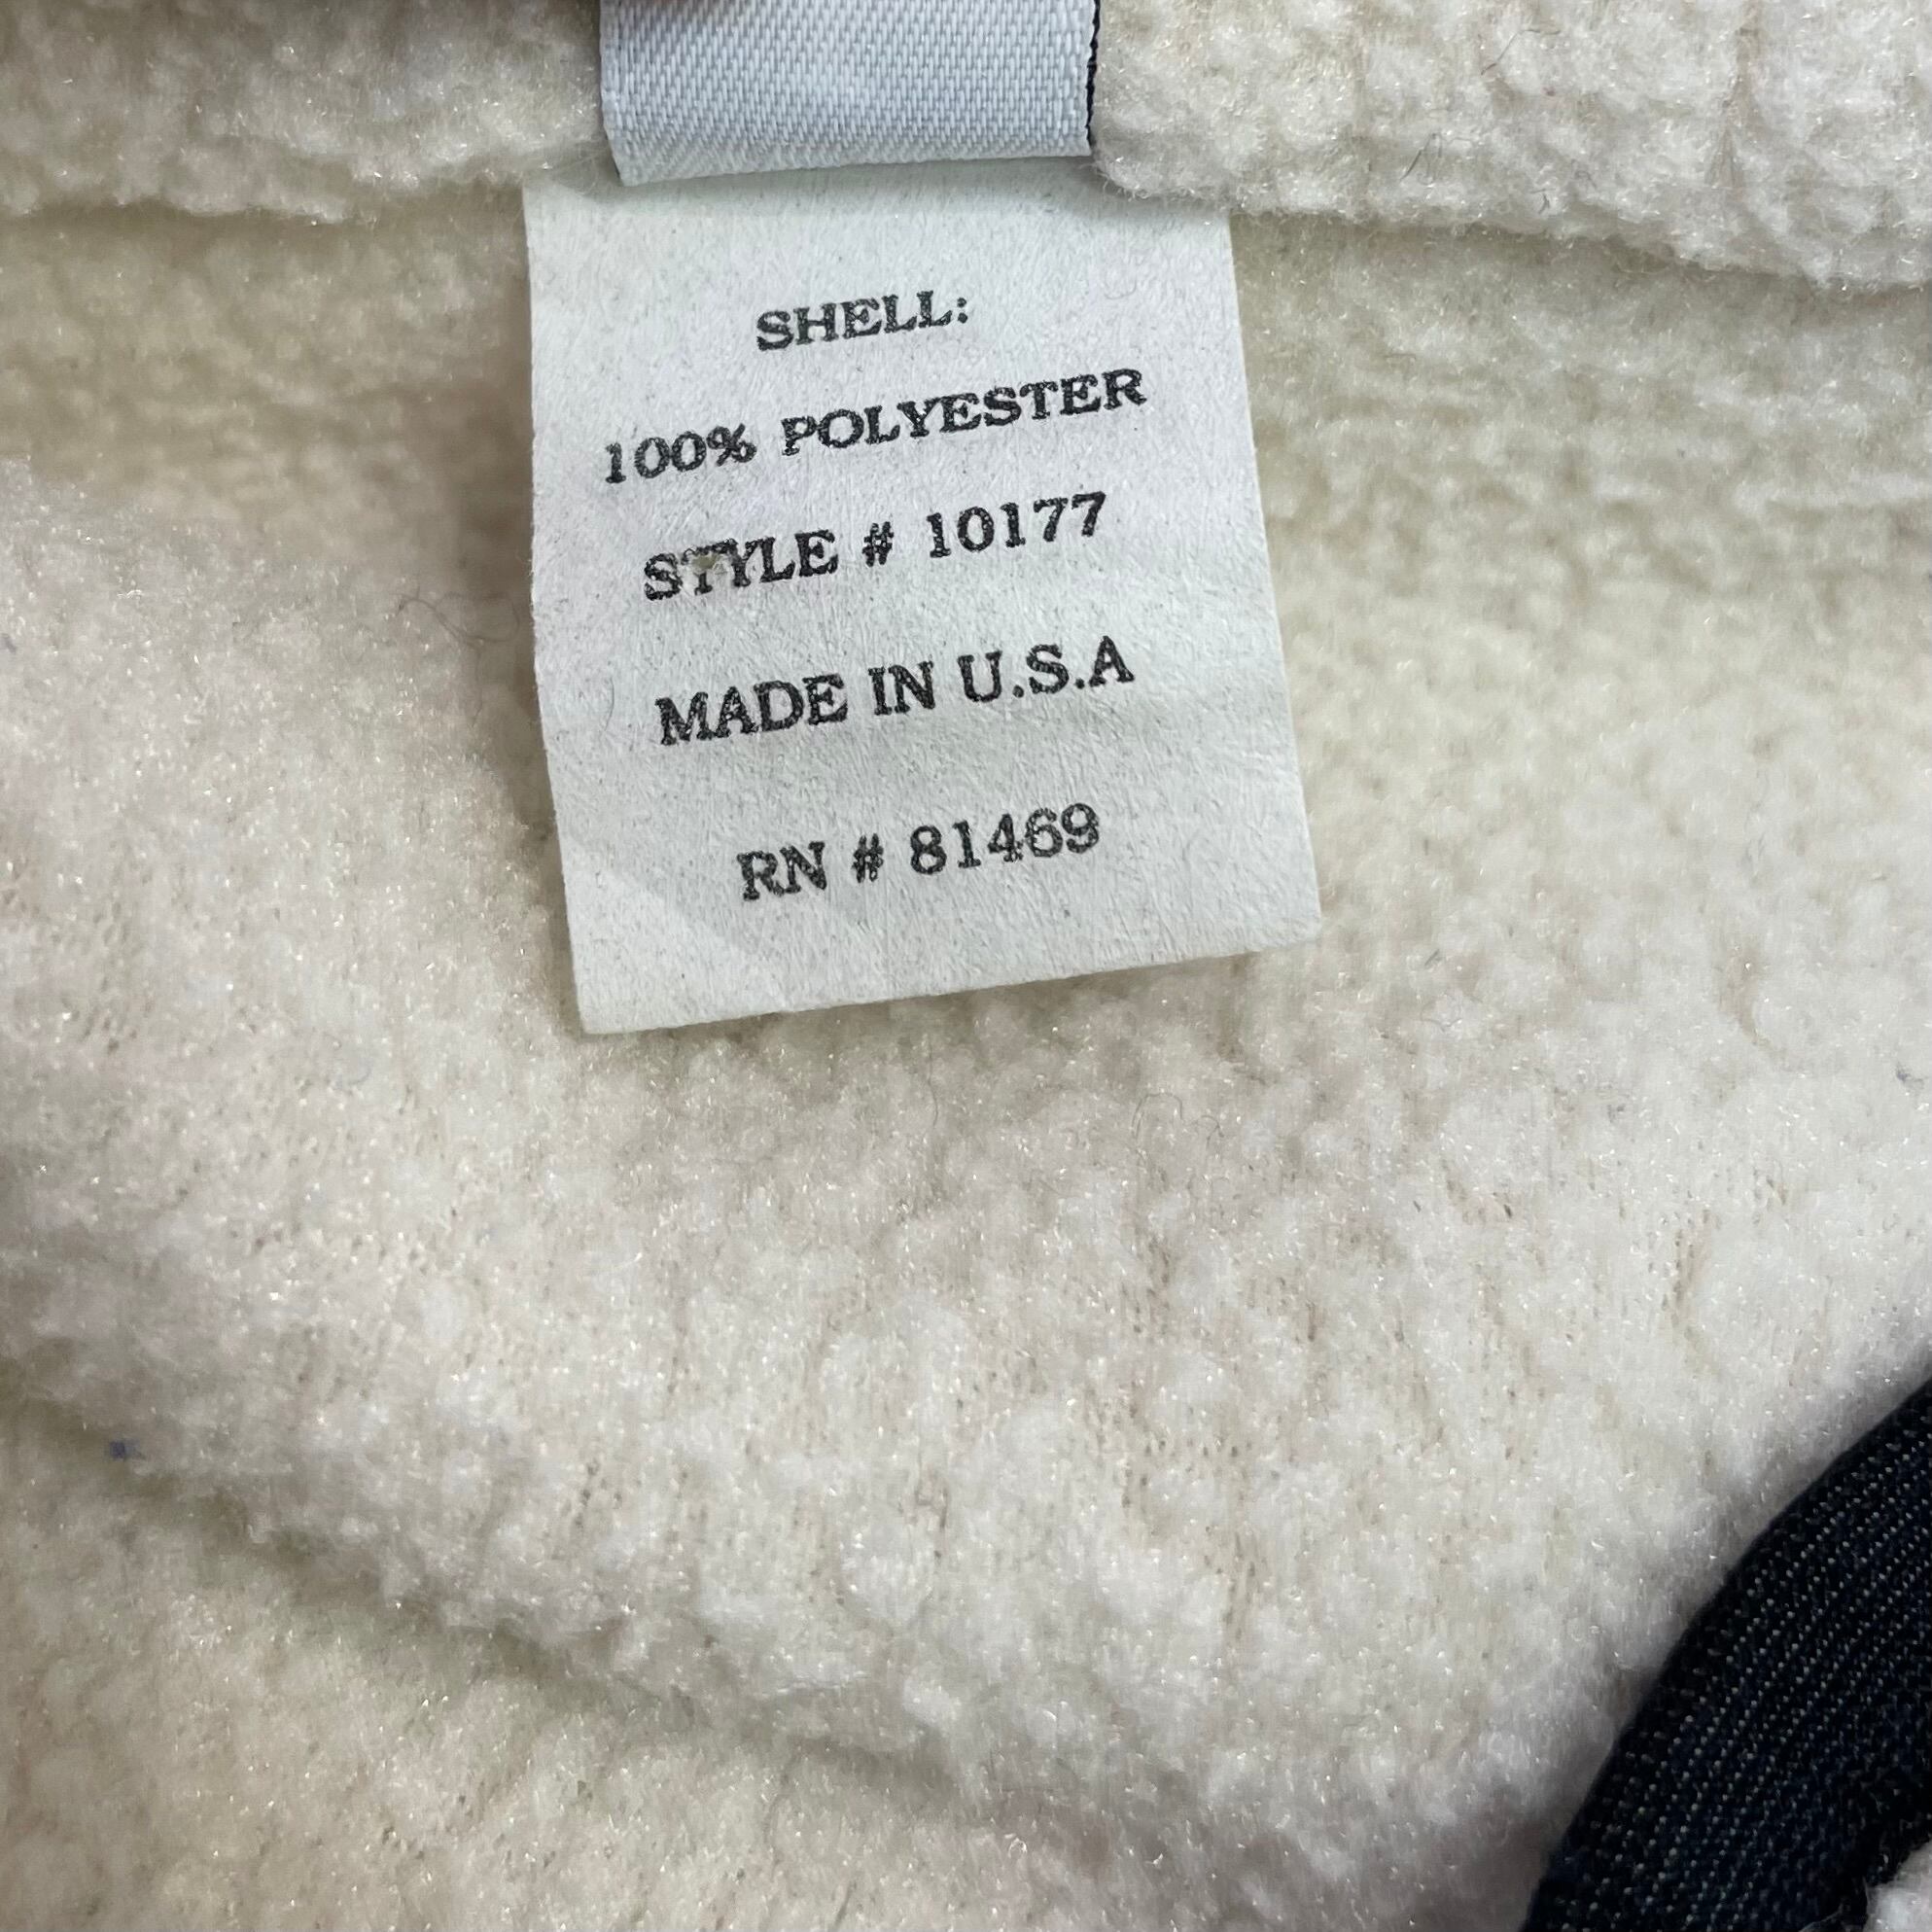 SHELL:
100% POLYESTER
STYLE # 10177
MADE IN U.S.A
RN # 81469